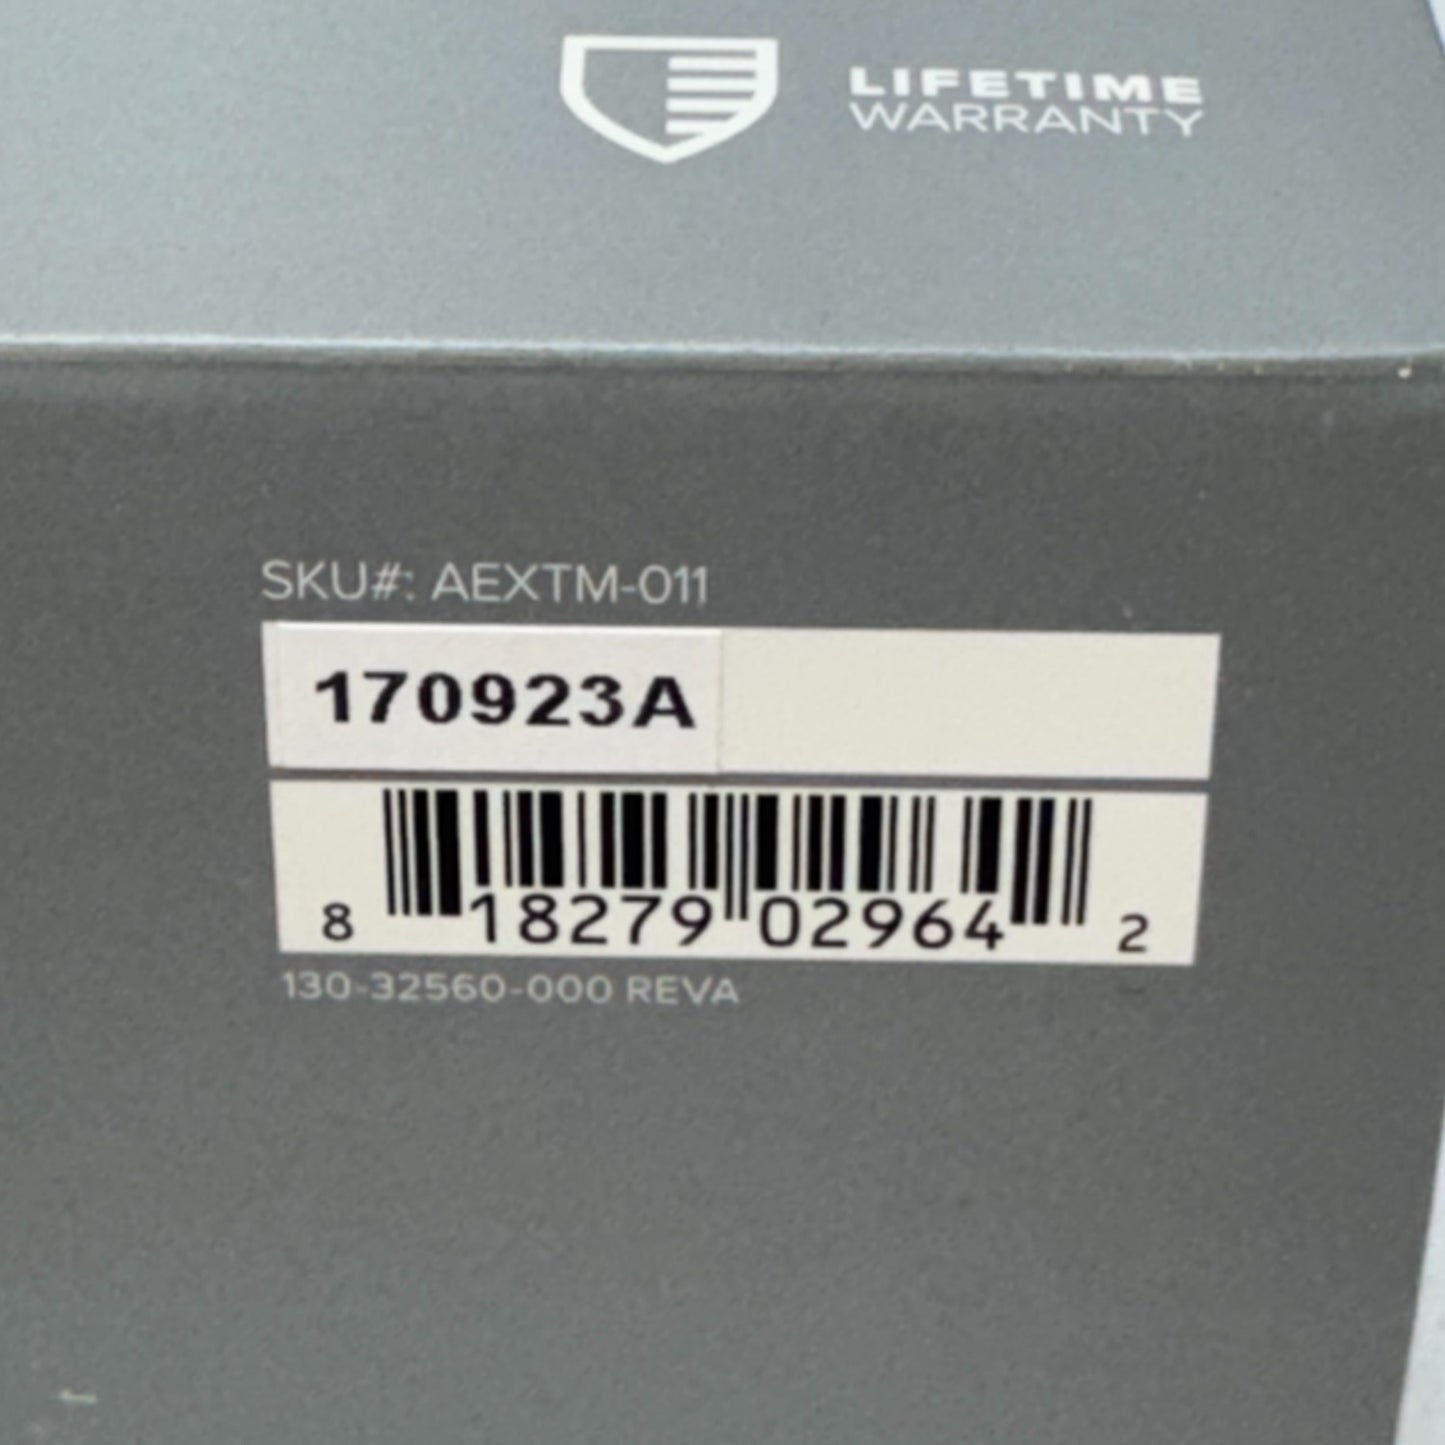 LIFETIME
WARRANTY
SKU#: AEXTM-011
170923A
8 18279 02964 2
130-32560-000 REVA